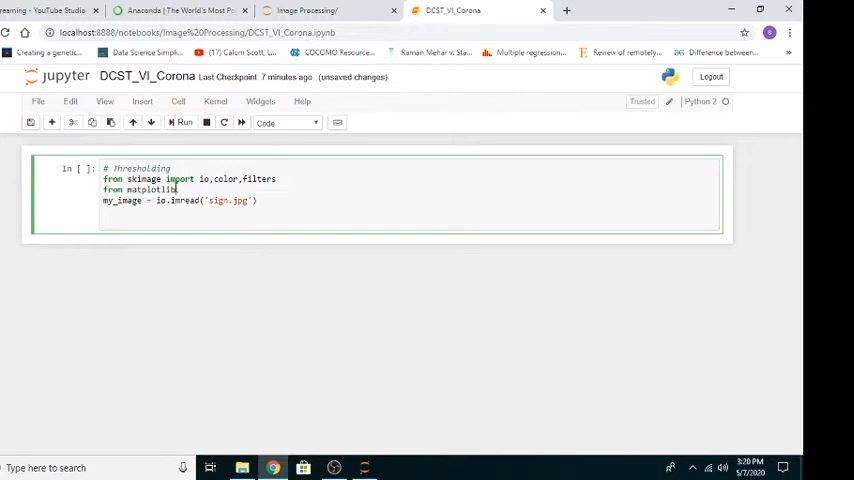 reaming - YouTube Studio
Anaconda | The World's Most Po
Image Processing/
DCST_VI_Corona
localhost:8888/notebooks/Image%20Processing/DCST_VI_Corona.ipynb
Creating a genetic...
Data Science Simpli...
Calum Scott, L...
COCOMO Resource...
Raman Mehar v/s. Sta...
Multiple regression...
Review of remotely...
Difference between...
jupyter DCST_VI_Corona Last Checkpoint: 7 minutes ago (unsaved changes)
Logout
File Edit View Insert Cell Kernel Widgets Help
Trusted
Python 2
Run
Code
In [ ]:
# Thresholding
from skimage import io,color,filters
from matplotlib
my_image = io.imread('sign.jpg')
Type here to search
3:20 PM
5/7/2020